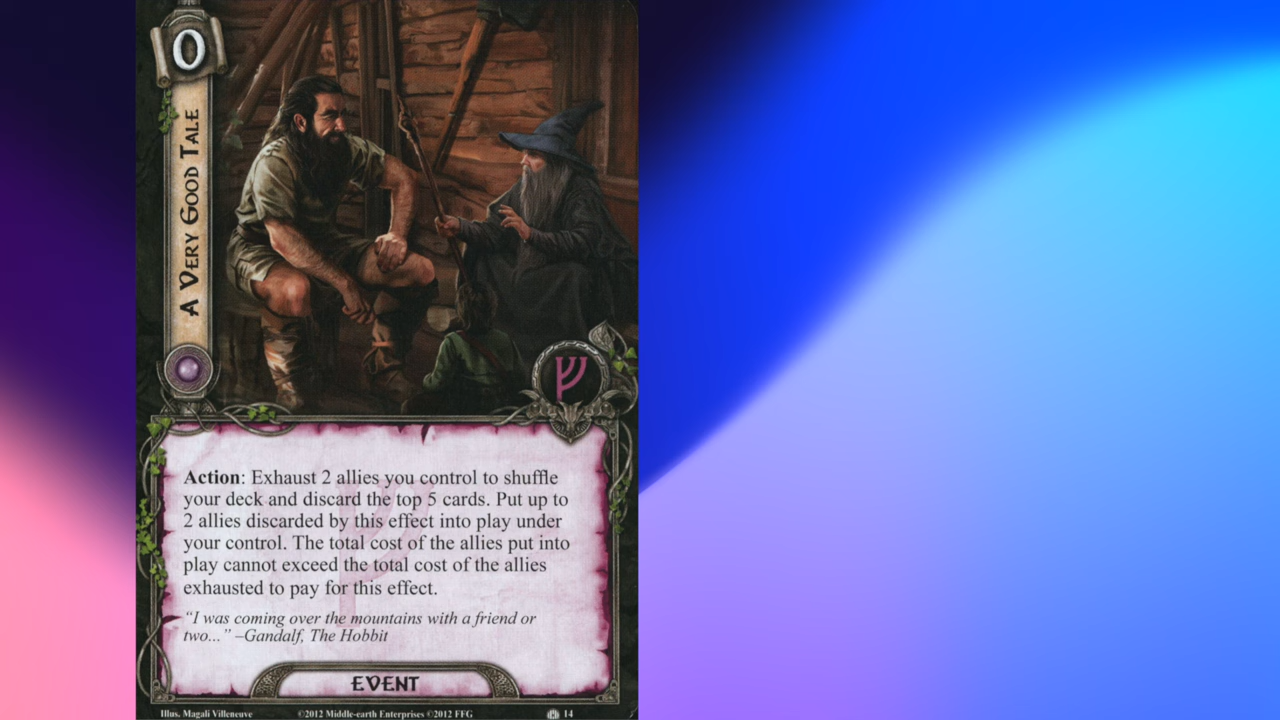 0
A VERY GOOD TALE
Action: Exhaust 2 allies you control to shuffle
your deck and discard the top 5 cards. Put up to
2 allies discarded by this effect into play under
your control. The total cost of the allies put into
play cannot exceed the total cost of the allies
exhausted to pay for this effect.
“I was coming over the mountains with a friend or
two...” –Gandalf, The Hobbit
EVENT
Illus. Magali Villeneuve ©2012 Middle-earth Enterprises ©2012 FFG 14